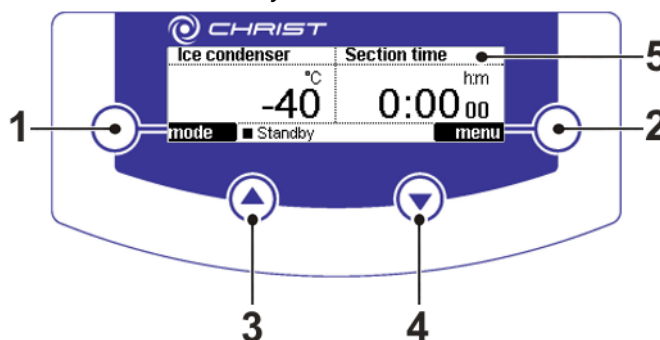 CHRIST
Ice condenser Section time 5
°C h:m
-40 0:00 00
1 2
mode ■ Standby menu
3 4